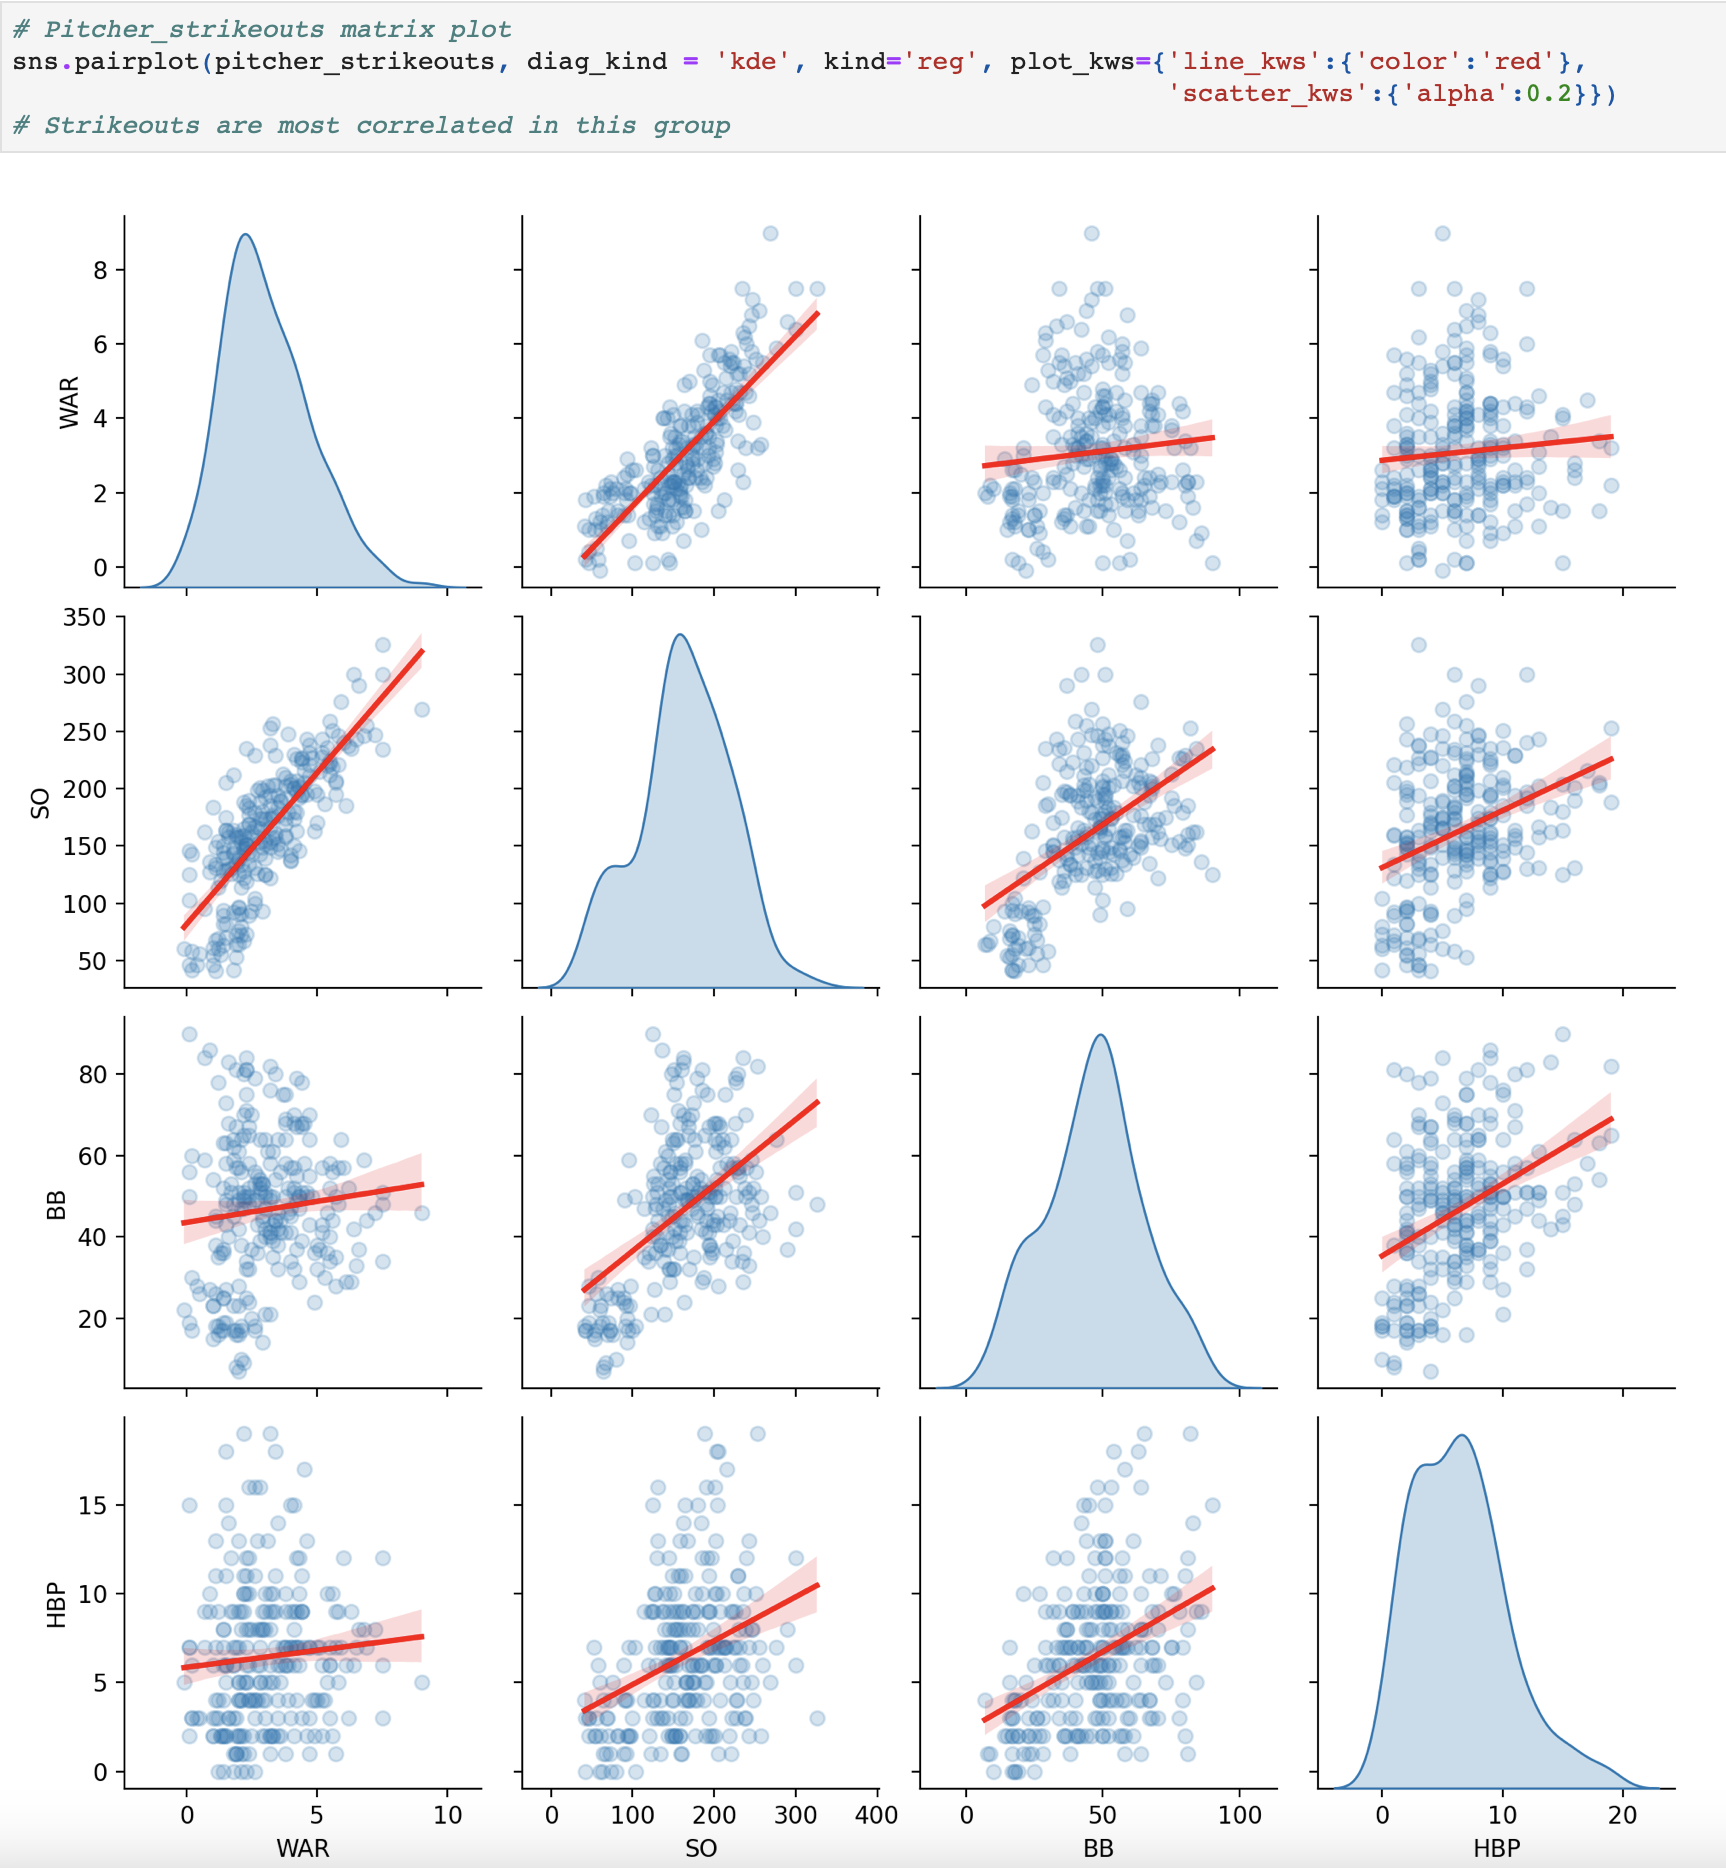 # Pitcher_strikeouts matrix plot
sns.pairplot(pitcher_strikeouts, diag_kind = 'kde', kind='reg', plot_kws={'line_kws':{'color':'red'},
'scatter_kws':{'alpha':0.2}})
# Strikeouts are most correlated in this group
8
6
4
2
0
WAR
350
300
250
200
150
100
50
SO
80
60
40
20
BB
15
10
5
0
HBP
0 5 10 0 100 200 300 400 0 50 100 0 10 20
WAR SO BB HBP